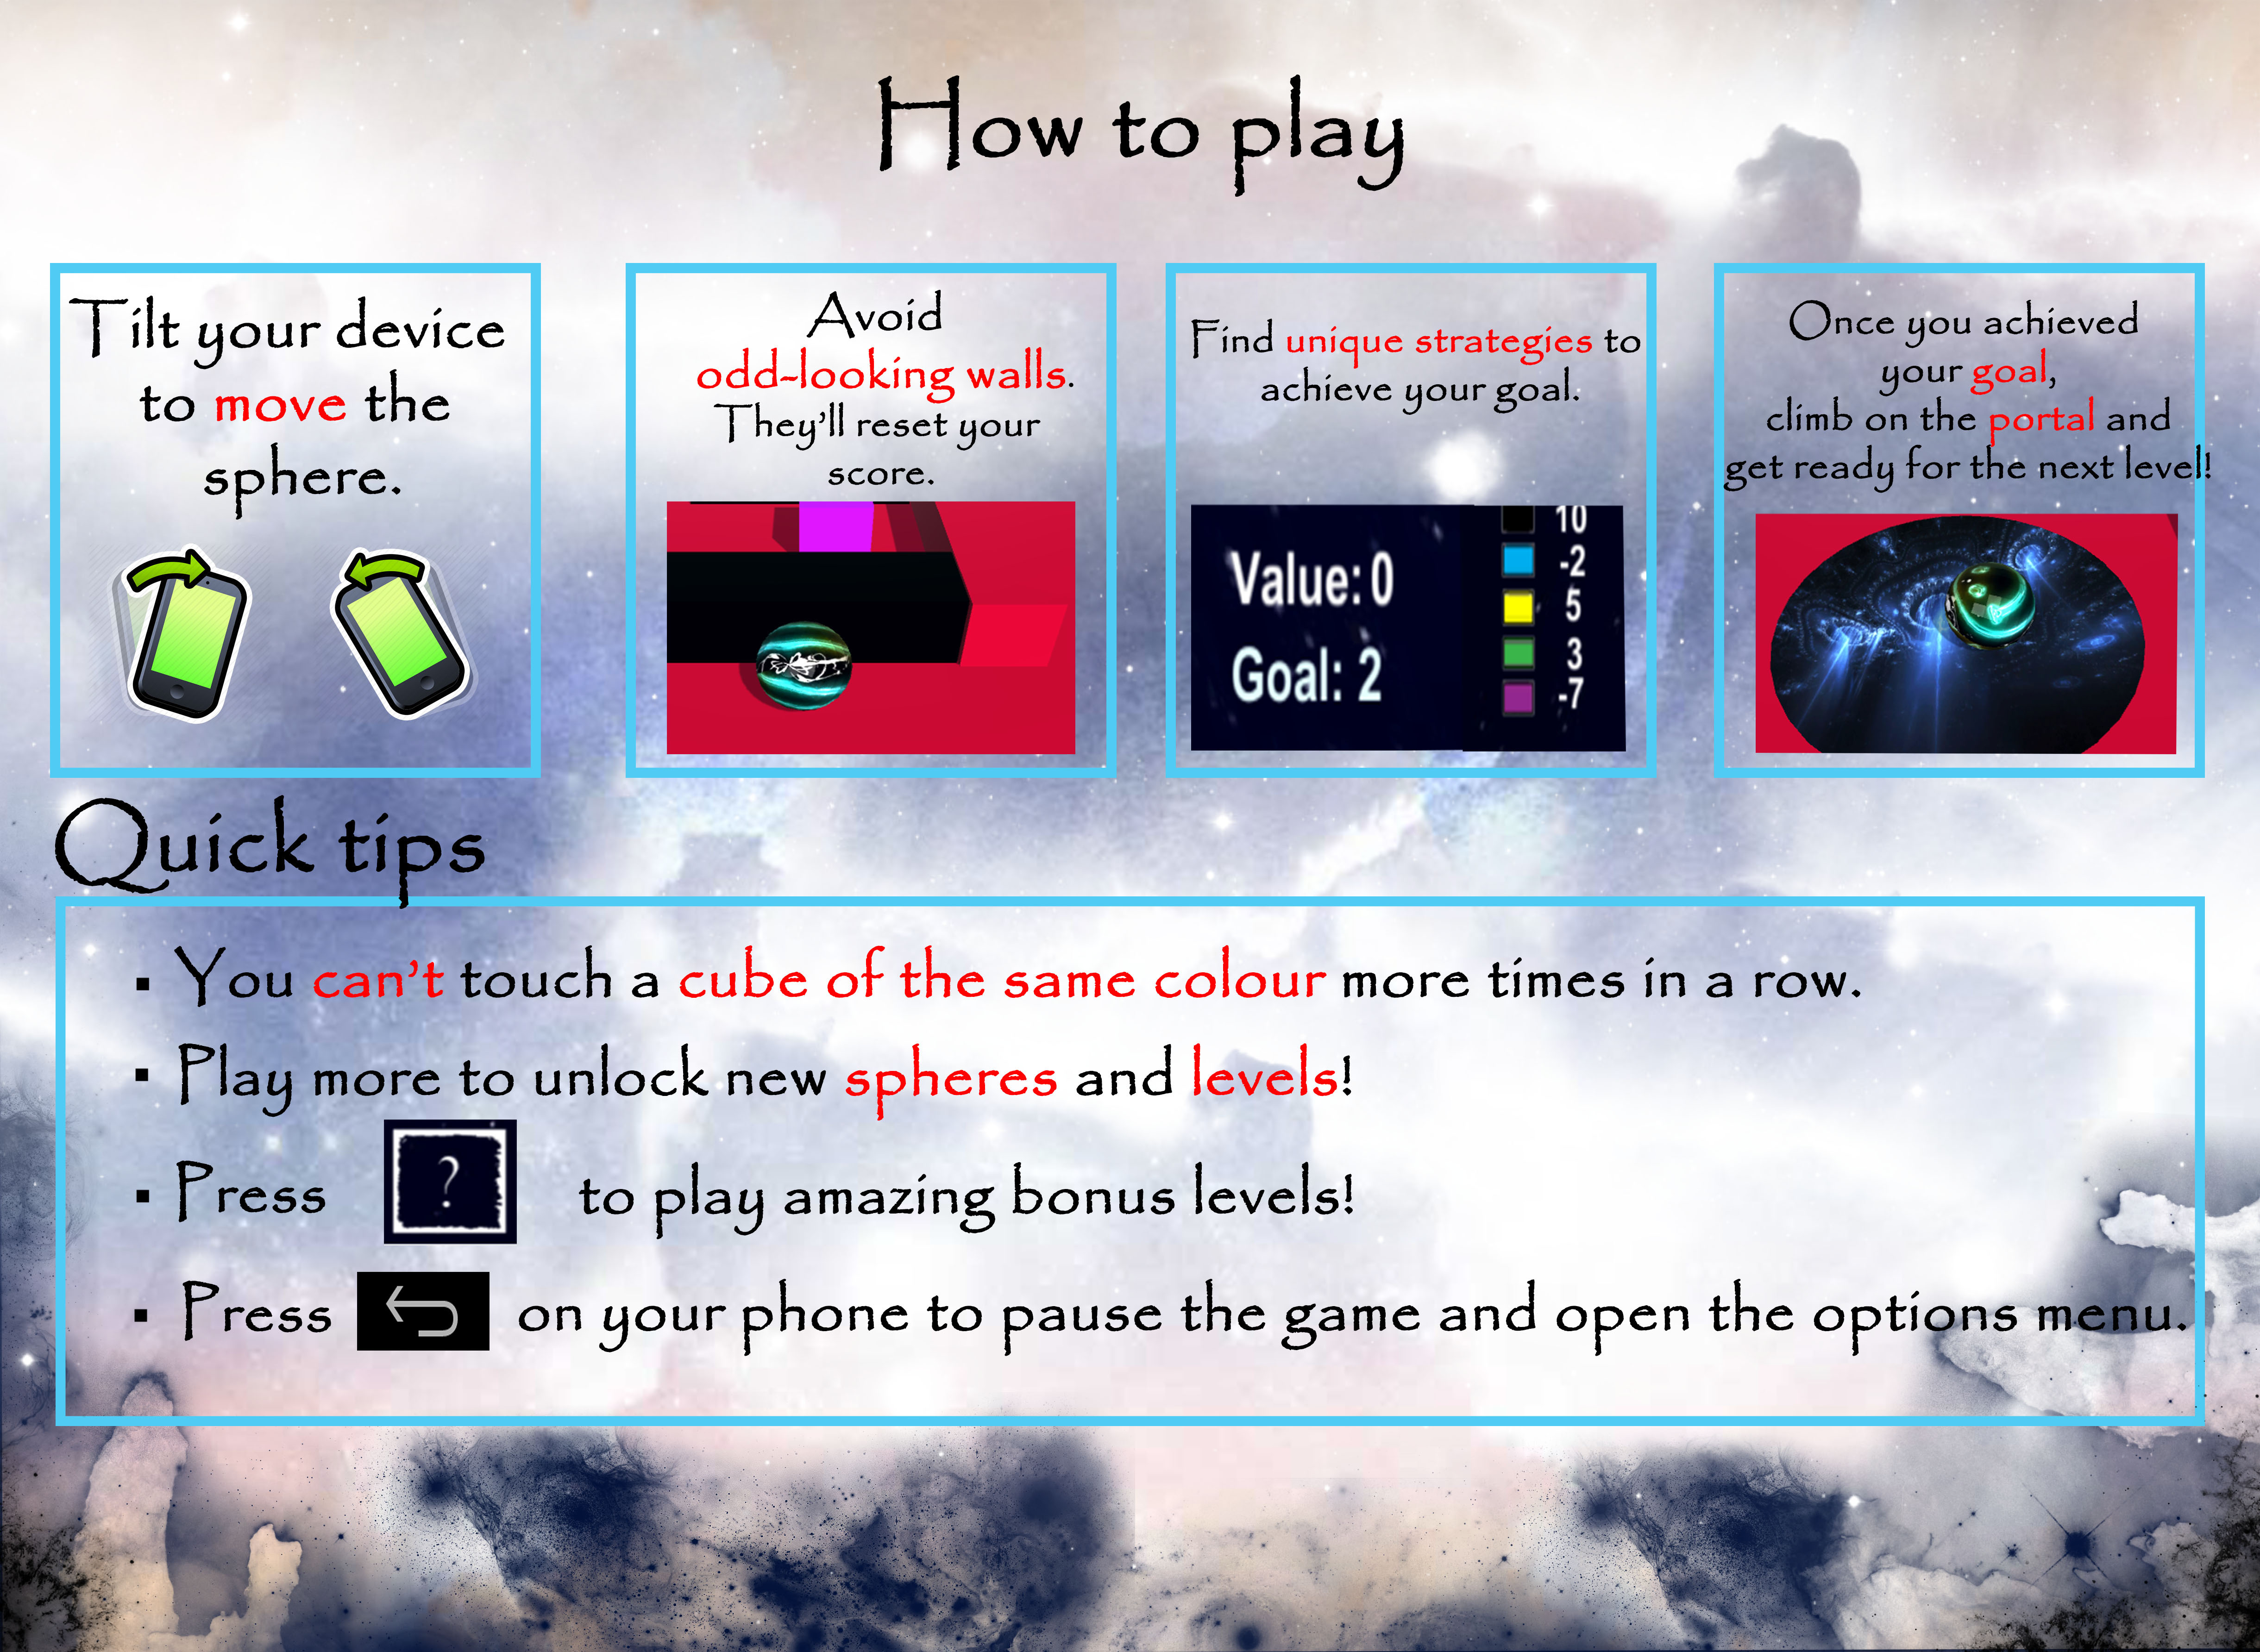 How to play
Tilt your device
to move the
sphere.
Avoid
odd-looking walls.
They'll reset your
score.
Find unique strategies to
achieve your goal.
Value: 0
Goal: 2
10
-2
5
3
-7
Once you achieved
your goal,
climb on the portal and
get ready for the next level!
Quick tips
▪ You can't touch a cube of the same colour more times in a row.
▪ Play more to unlock new spheres and levels!
▪ Press ? to play amazing bonus levels!
▪ Press on your phone to pause the game and open the options menu.